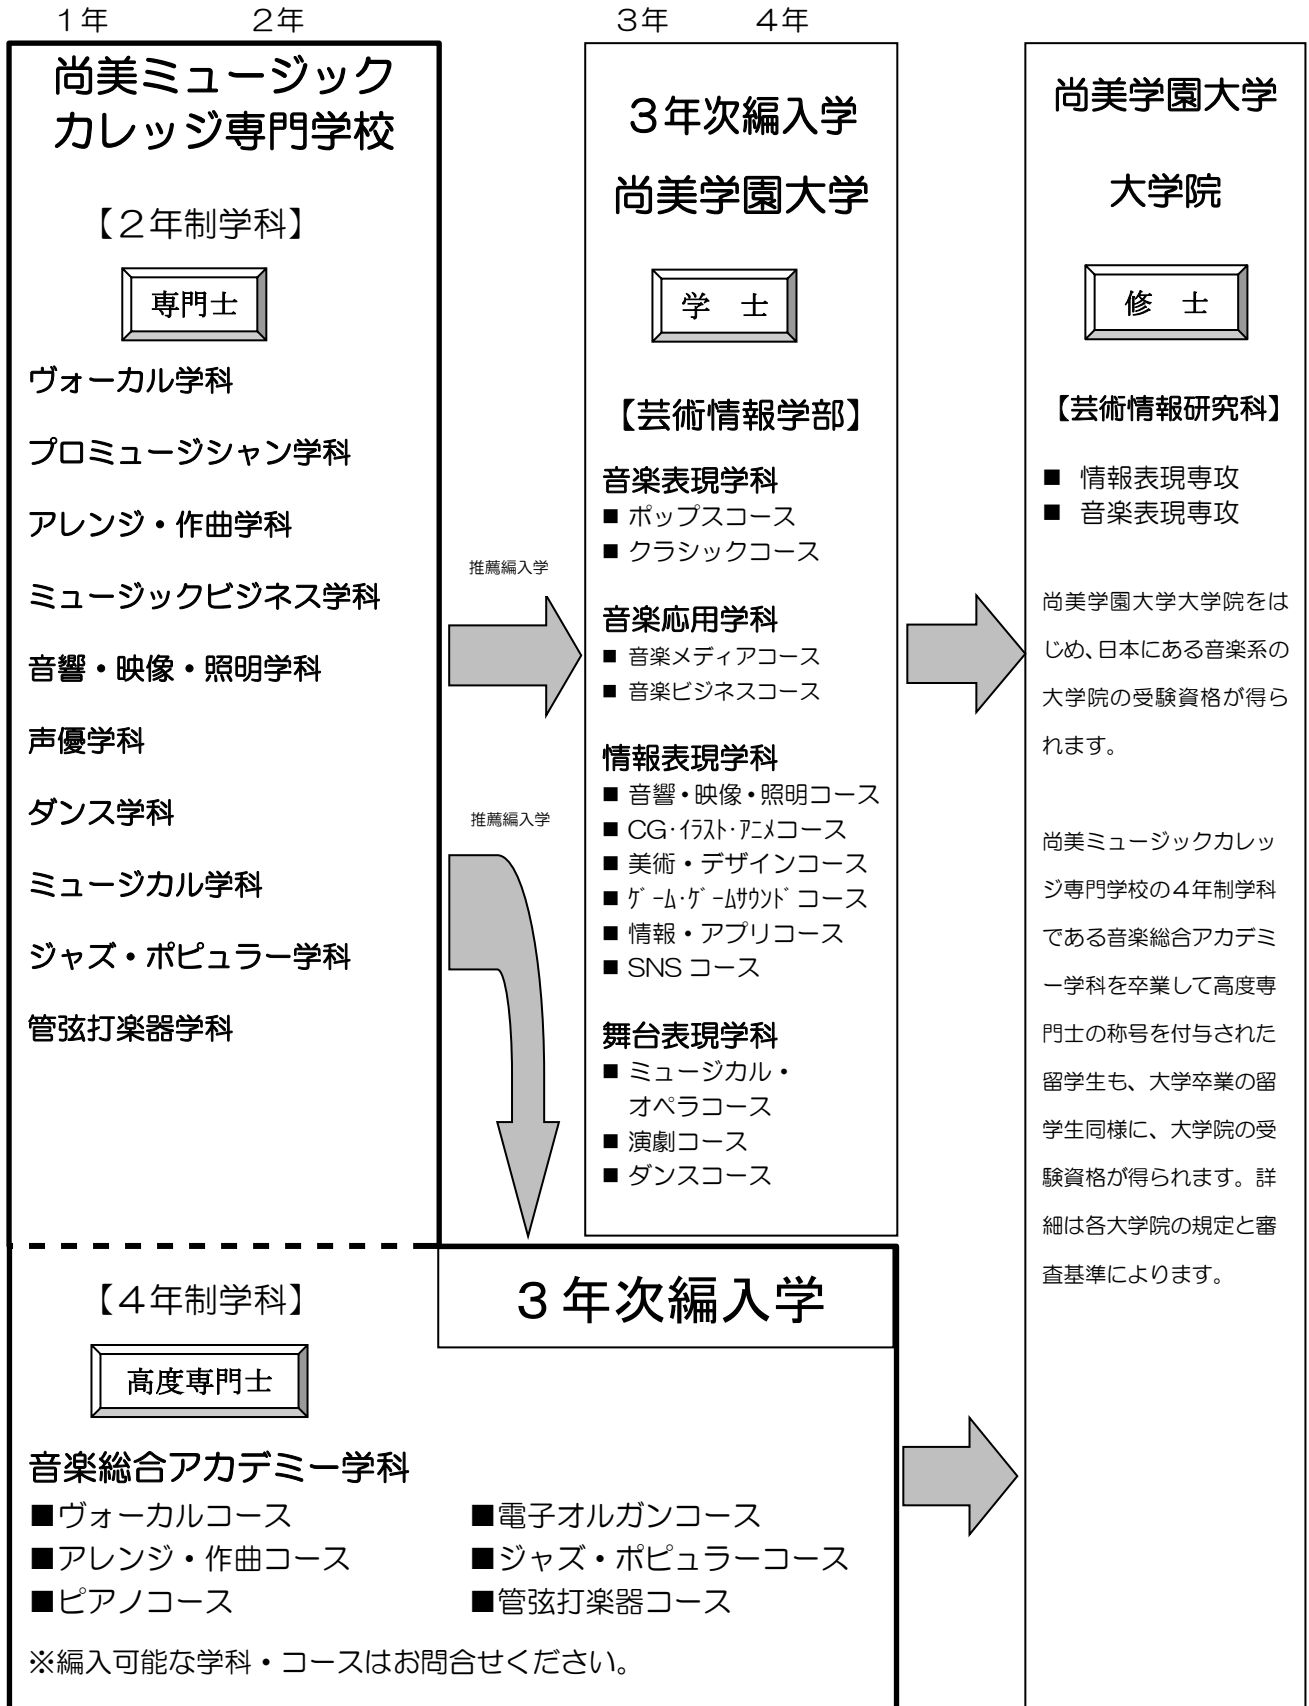 １年
２年
３年
４年
尚美ミュージック
カレッジ専門学校
【２年制学科】
専門士
ヴォーカル学科
プロミュージシャン学科
アレンジ・作曲学科
ミュージックビジネス学科
音響・映像・照明学科
声優学科
ダンス学科
ミュージカル学科
ジャズ・ポピュラー学科
管弦打楽器学科
推薦編入学
推薦編入学
３年次編入学
尚美学園大学
学　士
【芸術情報学部】
音楽表現学科
■ ポップスコース
■ クラシックコース
音楽応用学科
■ 音楽メディアコース
■ 音楽ビジネスコース
情報表現学科
■ 音響・映像・照明コース
■ CG･ｲﾗｽﾄ･ｱﾆﾒコース
■ 美術・デザインコース
■ ｹﾞｰﾑ･ｹﾞｰﾑｻｳﾝﾄﾞコース
■ 情報・アプリコース
■ SNS コース
舞台表現学科
■ ミュージカル・
オペラコース
■ 演劇コース
■ ダンスコース
尚美学園大学
大学院
修　士
【芸術情報研究科】
■ 情報表現専攻
■ 音楽表現専攻
尚美学園大学大学院をは
じめ、日本にある音楽系の
大学院の受験資格が得ら
れます。
尚美ミュージックカレッ
ジ専門学校の４年制学科
である音楽総合アカデミ
ー学科を卒業して高度専
門士の称号を付与された
留学生も、大学卒業の留
学生同様に、大学院の受
験資格が得られます。詳
細は各大学院の規定と審
査基準によります。
【４年制学科】
３年次編入学
高度専門士
音楽総合アカデミー学科
■ヴォーカルコース
■電子オルガンコース
■アレンジ・作曲コース
■ジャズ・ポピュラーコース
■ピアノコース
■管弦打楽器コース
※編入可能な学科・コースはお問合せください。